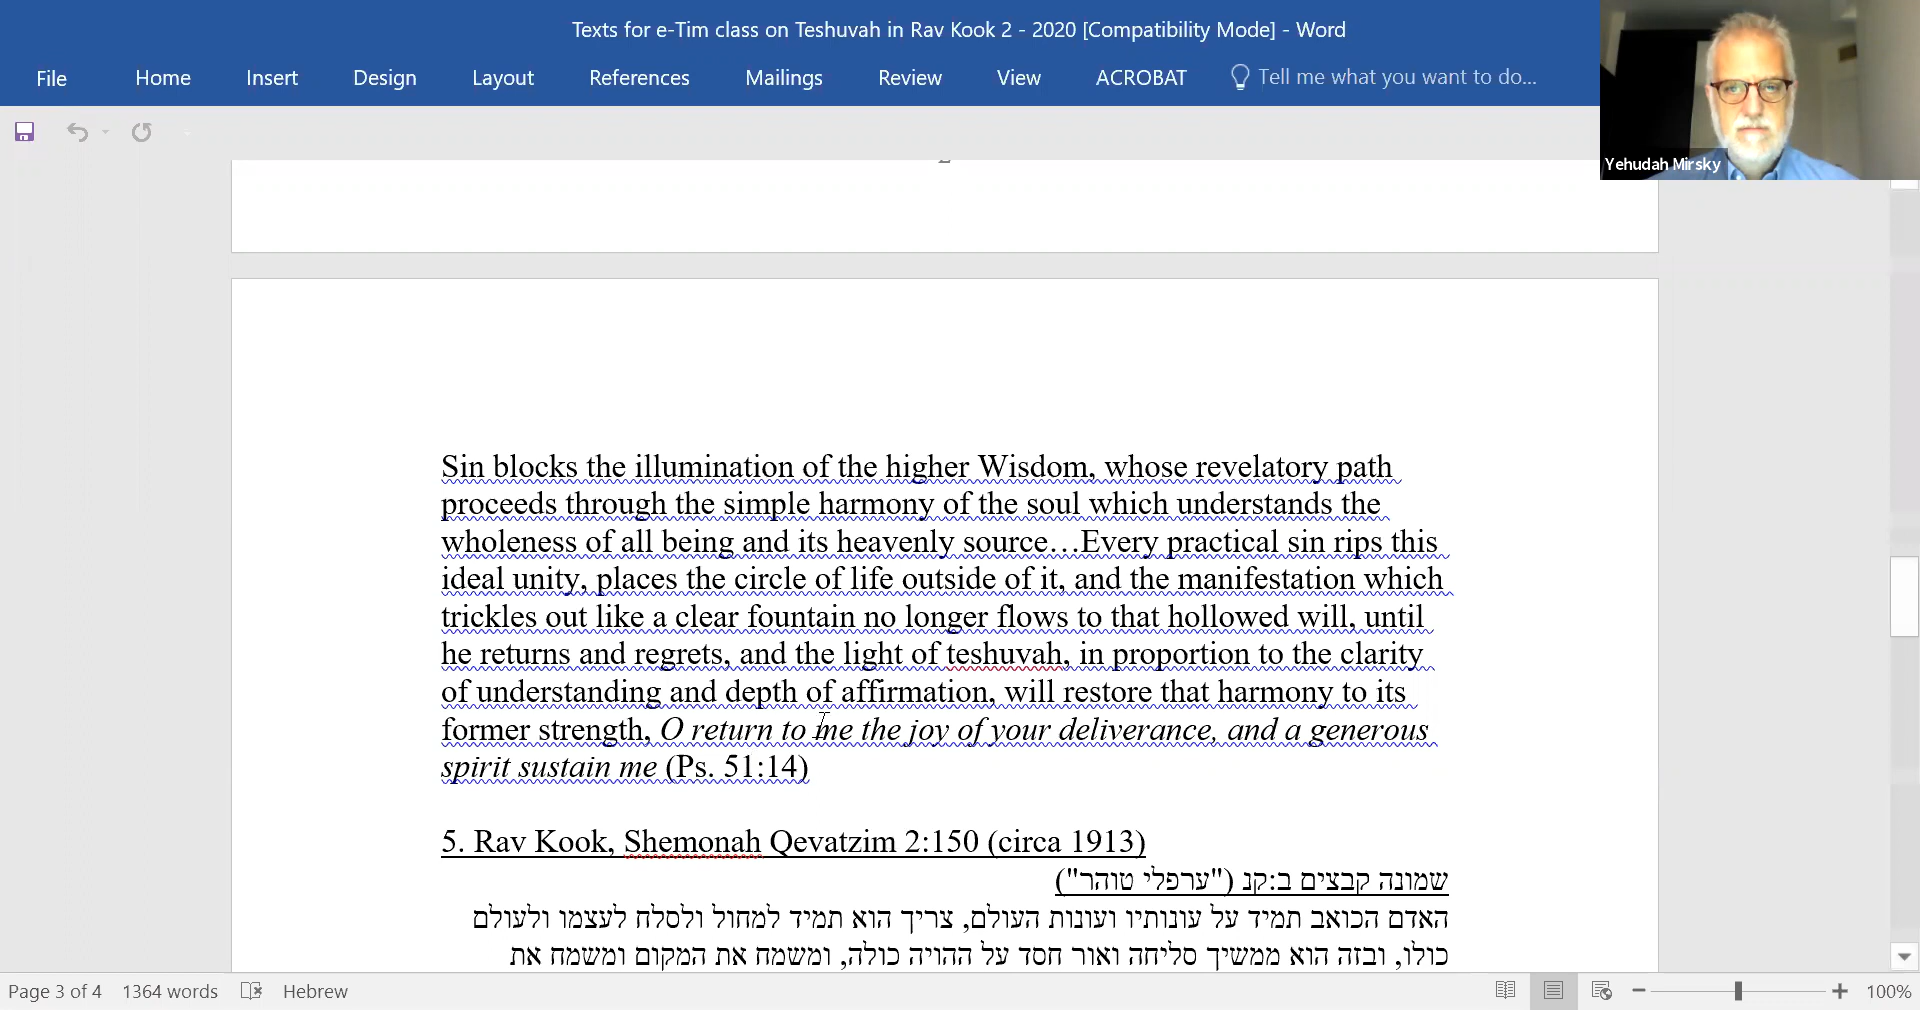 Texts for e-Tim class on Teshuvah in Rav Kook 2 - 2020 [Compatibility Mode] - Word
File Home Insert Design Layout References Mailings Review View ACROBAT Tell me what you want to do...
Yehudah Mirsky
Sin blocks the illumination of the higher Wisdom, whose revelatory path
proceeds through the simple harmony of the soul which understands the
wholeness of all being and its heavenly source…Every practical sin rips this
ideal unity, places the circle of life outside of it, and the manifestation which
trickles out like a clear fountain no longer flows to that hollowed will, until
he returns and regrets, and the light of teshuvah, in proportion to the clarity
of understanding and depth of affirmation, will restore that harmony to its
former strength, O return to me the joy of your deliverance, and a generous
spirit sustain me (Ps. 51:14)
5. Rav Kook, Shemonah Qevatzim 2:150 (circa 1913)
שמונה קבצים ב:קנ ("ערפלי טוהר")
האדם הכואב תמיד על עונותיו ועונות העולם, צריך הוא תמיד למחול ולסלח לעצמו ולעולם
כולו, ובזה הוא ממשיך סליחה ואור חסד על ההויה כולה, ומשמח את המקום ומשמח את
Page 3 of 4 1364 words Hebrew 100%